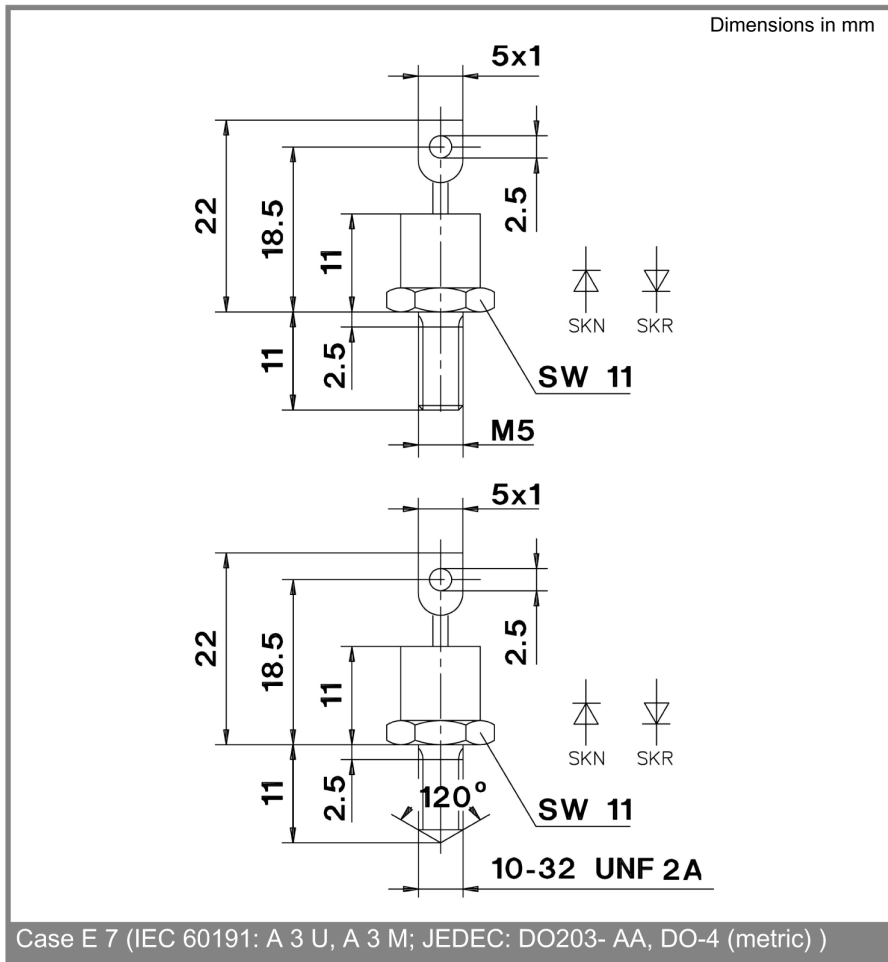 Dimensions in mm
5x1
22
18.5
2.5
11
SKN SKR
11
2.5
SW 11
M5
5x1
22
18.5
2.5
11
SKN SKR
11
2.5
120°
SW 11
10-32 UNF 2A
Case E 7 (IEC 60191: A 3 U, A 3 M; JEDEC: DO203- AA, DO-4 (metric) )